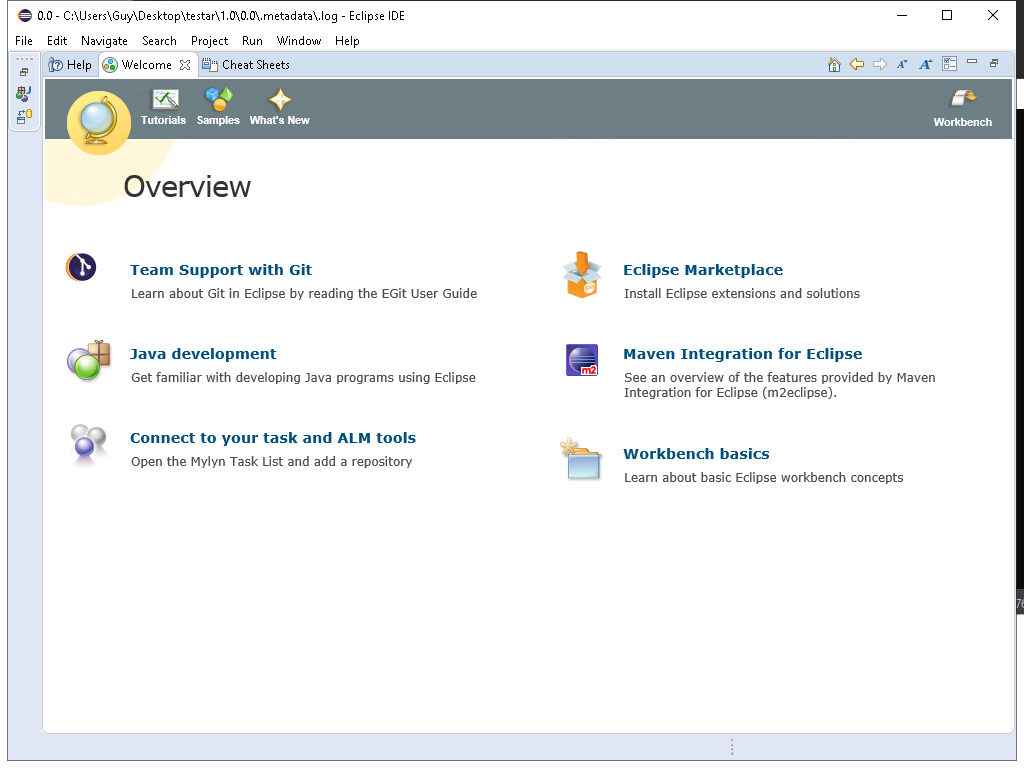 0.0 - C:\Users\Guy\Desktop\testar\1.0\0.0\.metadata\.log - Eclipse IDE
File Edit Navigate Search Project Run Window Help
Help Welcome Cheat Sheets
Tutorials Samples What's New Workbench
Overview
Team Support with Git
Learn about Git in Eclipse by reading the EGit User Guide
Eclipse Marketplace
Install Eclipse extensions and solutions
Java development
Get familiar with developing Java programs using Eclipse
Maven Integration for Eclipse
See an overview of the features provided by Maven
Integration for Eclipse (m2eclipse).
m2
Connect to your task and ALM tools
Open the Mylyn Task List and add a repository
Workbench basics
Learn about basic Eclipse workbench concepts